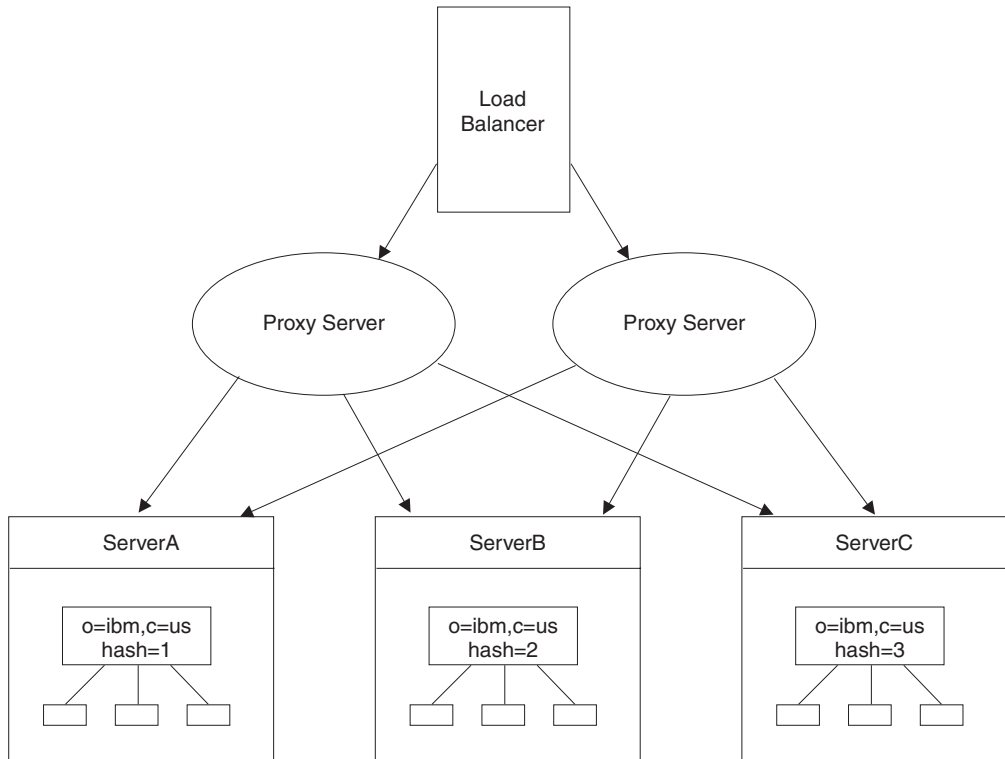 Load
Balancer
Proxy Server
Proxy Server
ServerA
ServerB
ServerC
o=ibm,c=us
hash=1
o=ibm,c=us
hash=2
o=ibm,c=us
hash=3